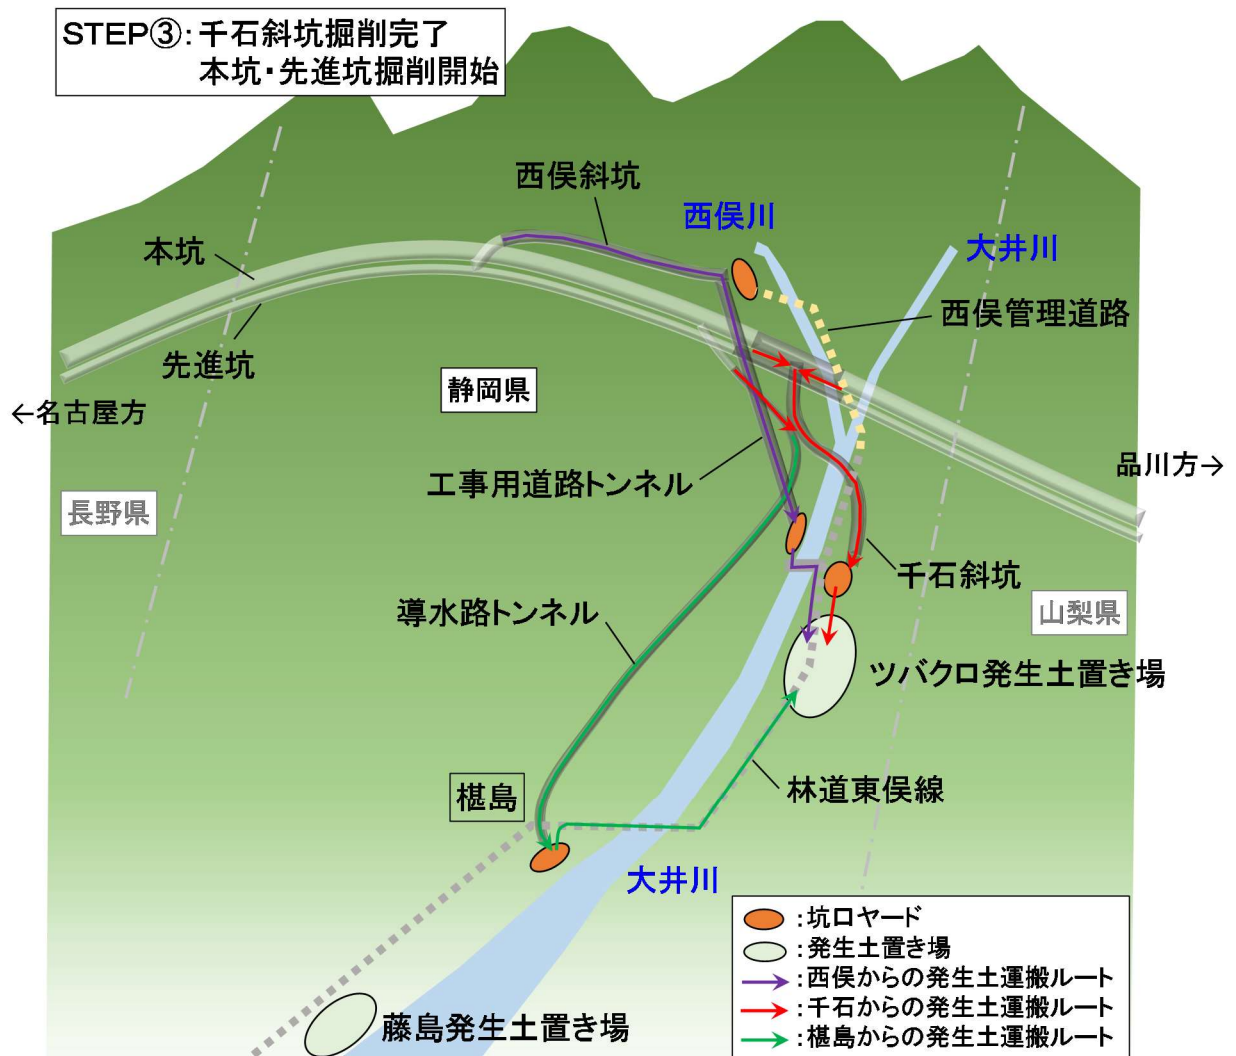 STEP③:千石斜坑掘削完了
本坑・先進坑掘削開始
西俣斜坑
西俣川
大井川
本坑
西俣管理道路
先進坑
静岡県
←名古屋方
品川方→
工事用道路トンネル
長野県
千石斜坑
導水路トンネル
山梨県
ツバクロ発生土置き場
椹島
林道東俣線
大井川
:坑口ヤード
:発生土置き場
:西俣からの発生土運搬ルート
:千石からの発生土運搬ルート
:椹島からの発生土運搬ルート
藤島発生土置き場